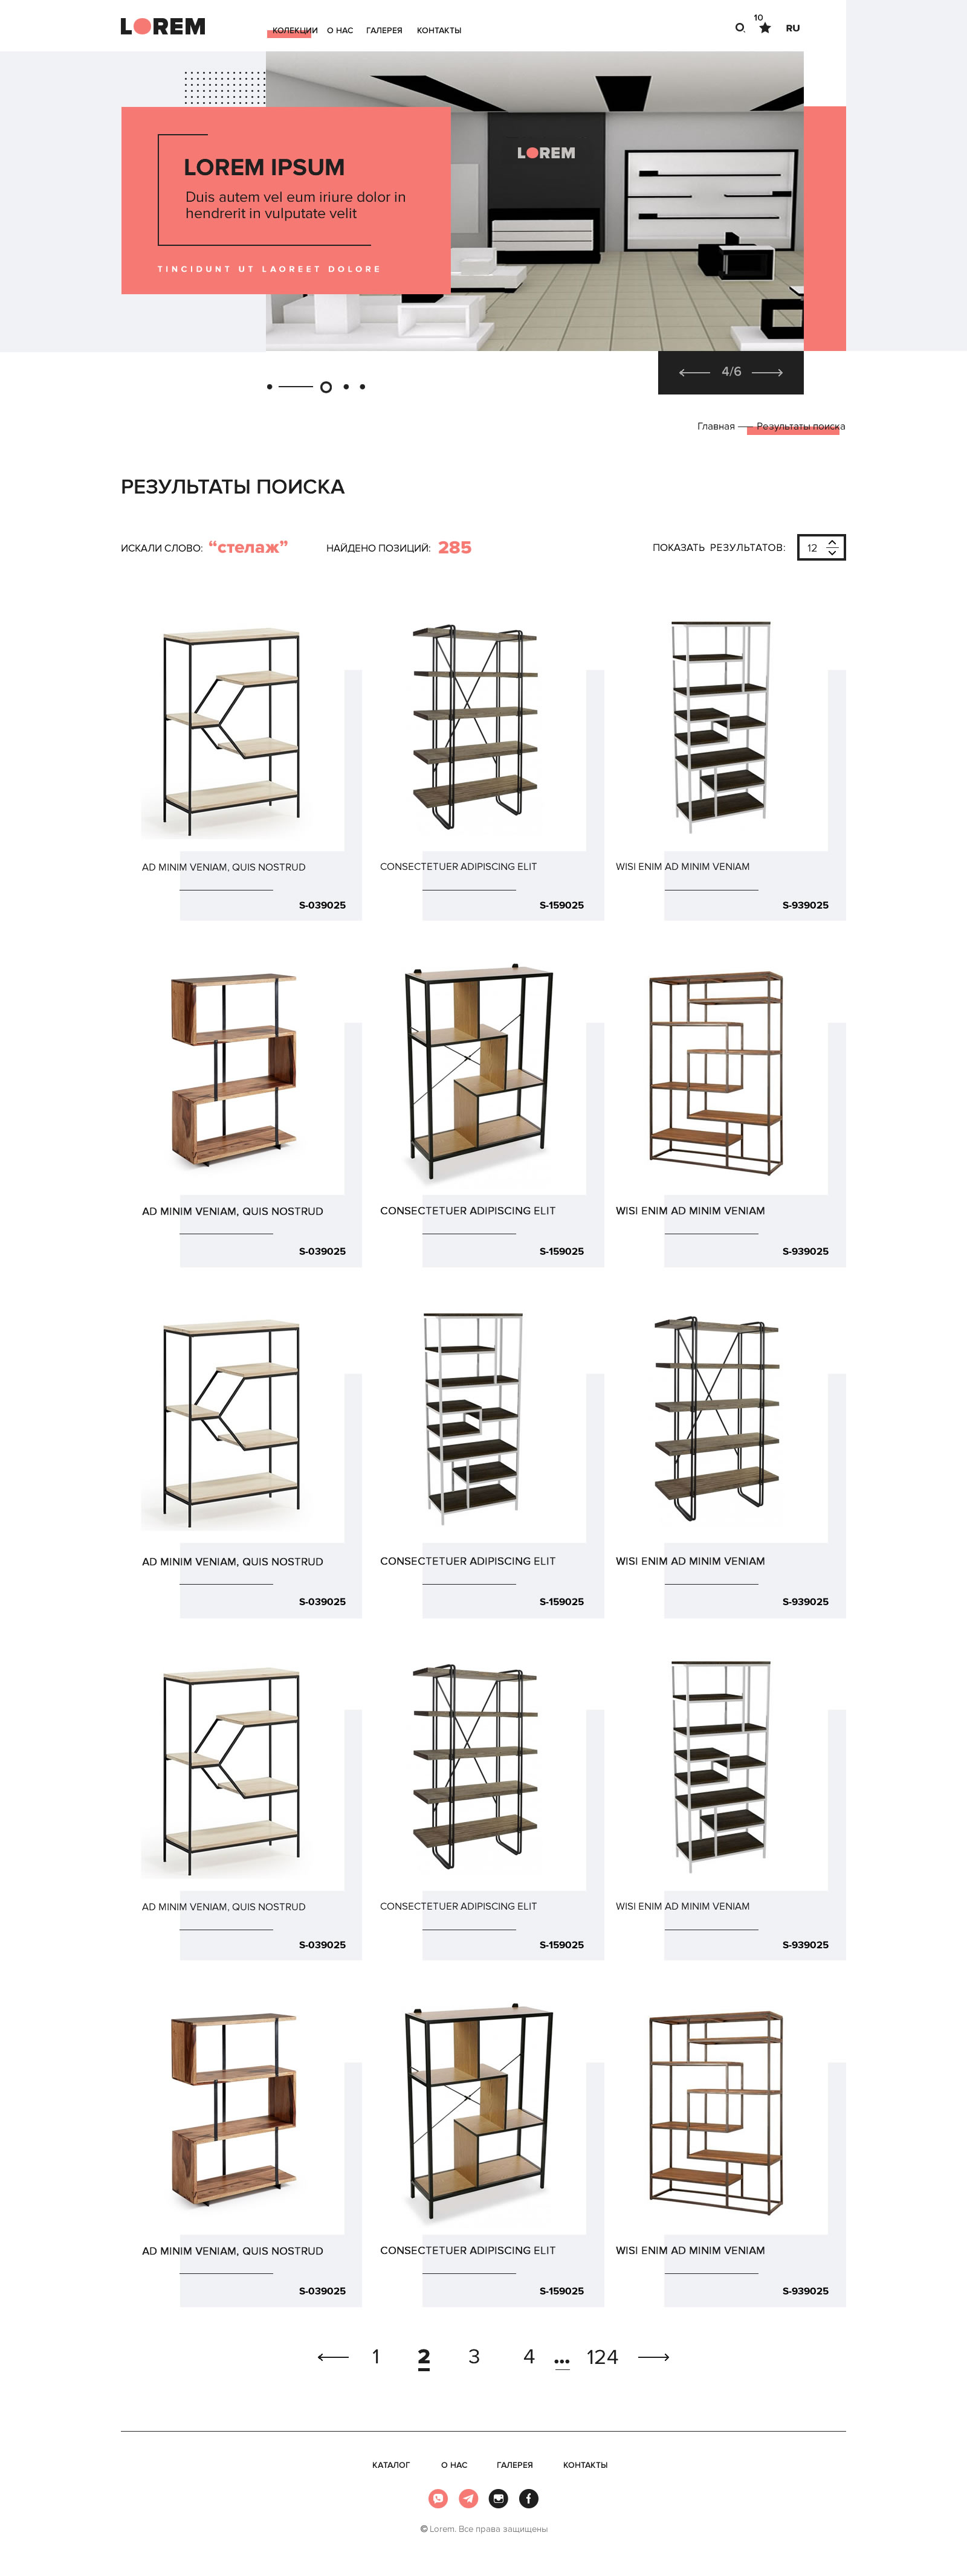 LOREM
КОЛЕКЦИИ О НАС ГАЛЕРЕЯ КОНТАКТЫ
10
RU
LOREM
LOREM IPSUM
Duis autem vel eum iriure dolor in
hendrerit in vulputate velit
TINCIDUNT UT LAOREET DOLORE
4/6
Главная — Результаты поиска
РЕЗУЛЬТАТЫ ПОИСКА
ИСКАЛИ СЛОВО: “стелаж” НАЙДЕНО ПОЗИЦИЙ: 285 ПОКАЗАТЬ РЕЗУЛЬТАТОВ: 12
AD MINIM VENIAM, QUIS NOSTRUD CONSECTETUER ADIPISCING ELIT WISI ENIM AD MINIM VENIAM
S-039025 S-159025 S-939025
AD MINIM VENIAM, QUIS NOSTRUD CONSECTETUER ADIPISCING ELIT WISI ENIM AD MINIM VENIAM
S-039025 S-159025 S-939025
AD MINIM VENIAM, QUIS NOSTRUD CONSECTETUER ADIPISCING ELIT WISI ENIM AD MINIM VENIAM
S-039025 S-159025 S-939025
AD MINIM VENIAM, QUIS NOSTRUD CONSECTETUER ADIPISCING ELIT WISI ENIM AD MINIM VENIAM
S-039025 S-159025 S-939025
AD MINIM VENIAM, QUIS NOSTRUD CONSECTETUER ADIPISCING ELIT WISI ENIM AD MINIM VENIAM
S-039025 S-159025 S-939025
1 2 3 4 ... 124
КАТАЛОГ О НАС ГАЛЕРЕЯ КОНТАКТЫ
© Lorem. Все права защищены